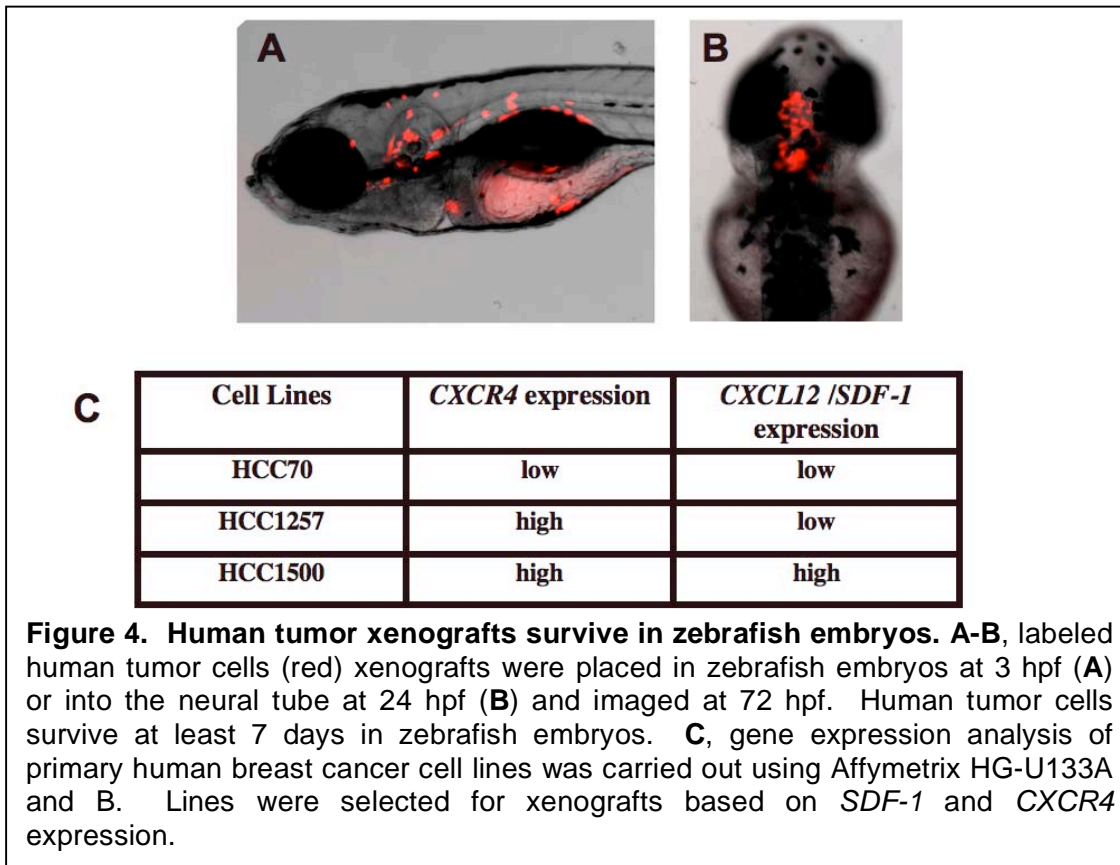 A
B
C
Cell Lines
CXCR4 expression
CXCL12 /SDF-1
expression
HCC70
low
low
HCC1257
high
low
HCC1500
high
high
Figure 4. Human tumor xenografts survive in zebrafish embryos. A-B, labeled
human tumor cells (red) xenografts were placed in zebrafish embryos at 3 hpf (A)
or into the neural tube at 24 hpf (B) and imaged at 72 hpf. Human tumor cells
survive at least 7 days in zebrafish embryos. C, gene expression analysis of
primary human breast cancer cell lines was carried out using Affymetrix HG-U133A
and B. Lines were selected for xenografts based on SDF-1 and CXCR4
expression.